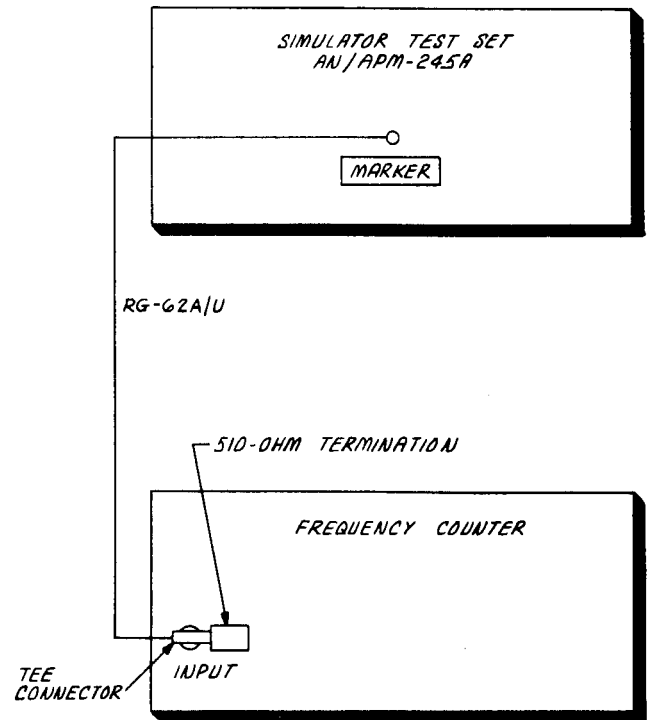 SIMULATOR TEST SET
AN/APM-245A
MARKER
RG-62A/U
510-OHM TERMINATION
FREQUENCY COUNTER
INPUT
TEE
CONNECTOR